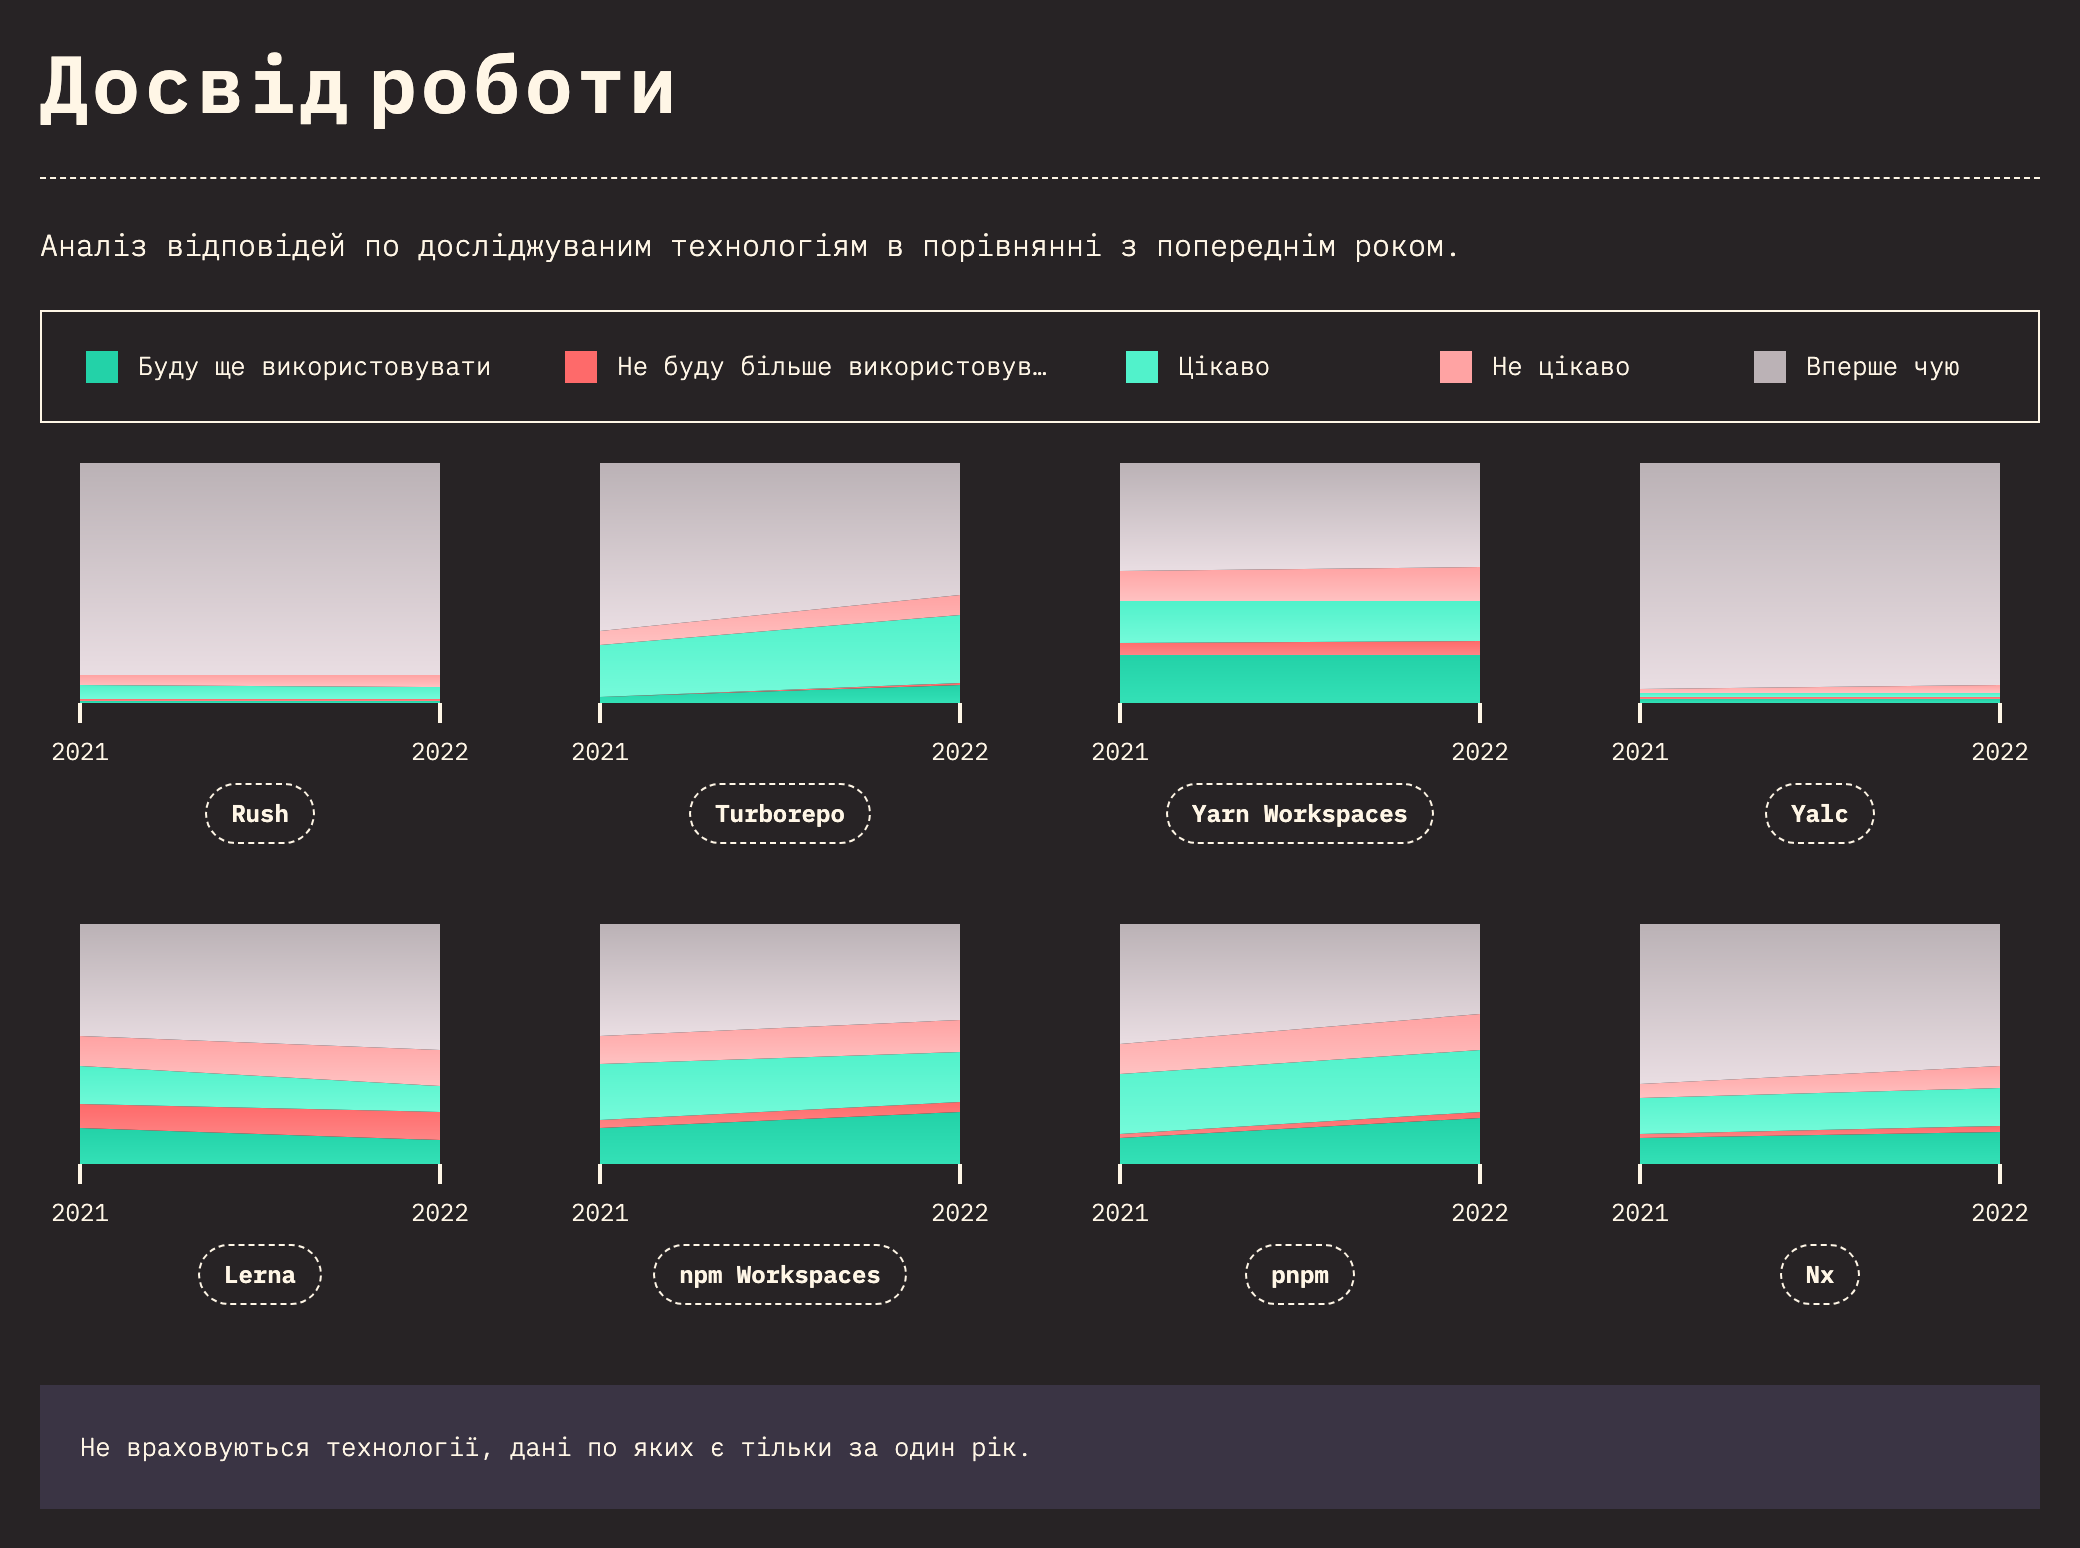 Досвід роботи
Аналіз відповідей по досліджуваним технологіям в порівнянні з попереднім роком.
Буду ще використовувати Не буду більше використовув… Цікаво Не цікаво Вперше чую
2021 2022 2021 2022 2021 2022 2021 2022
Rush Turborepo Yarn Workspaces Yalc
2021 2022 2021 2022 2021 2022 2021 2022
Lerna npm Workspaces pnpm Nx
Не враховуються технології, дані по яких є тільки за один рік.